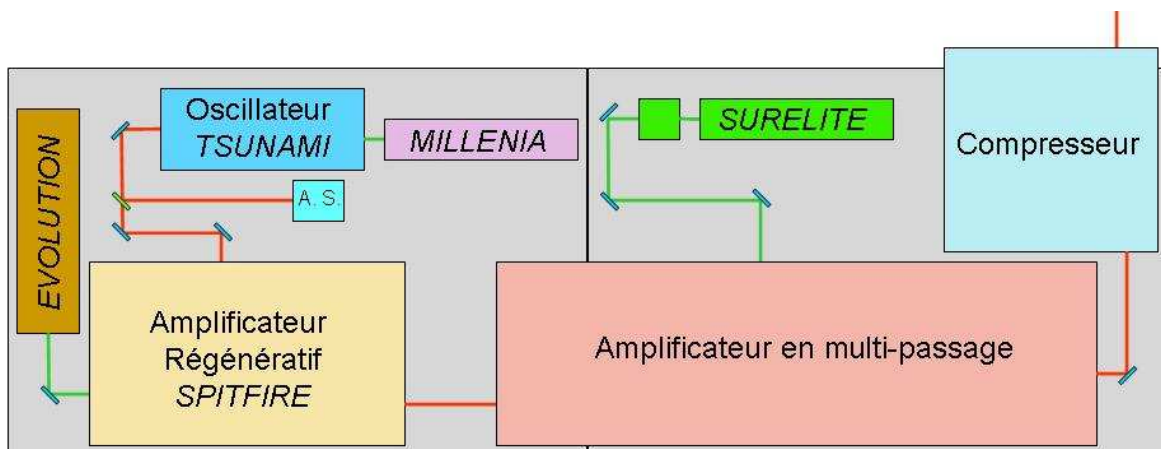 EVOLUTION
Oscillateur
TSUNAMI
MILLENIA
A. S.
Amplificateur
Régénératif
SPITFIRE
SURELITE
Compresseur
Amplificateur en multi-passage